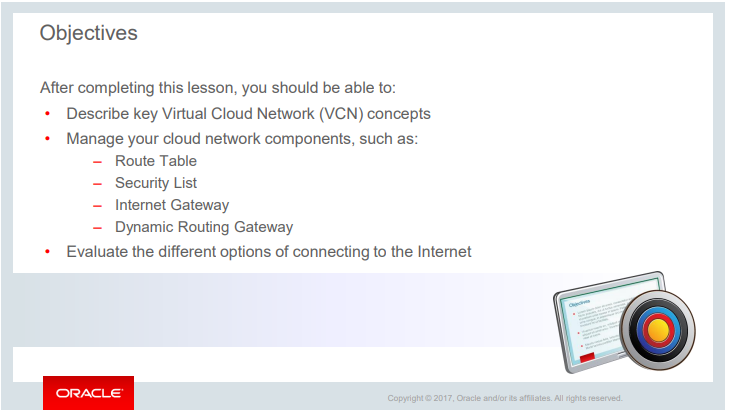 Objectives
After completing this lesson, you should be able to:
• Describe key Virtual Cloud Network (VCN) concepts
• Manage your cloud network components, such as:
– Route Table
– Security List
– Internet Gateway
– Dynamic Routing Gateway
• Evaluate the different options of connecting to the Internet
Objectives
ORACLE
Copyright © 2017, Oracle and/or its affiliates. All rights reserved.